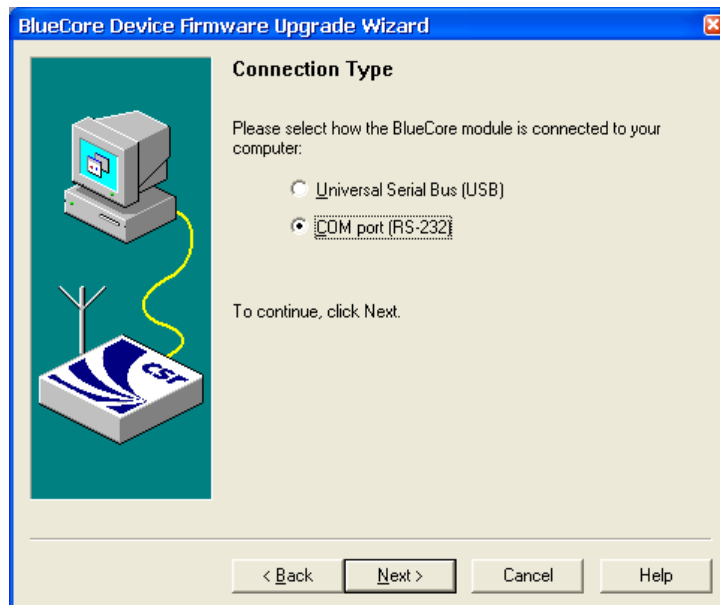 BlueCore Device Firmware Upgrade Wizard
Connection Type
Please select how the BlueCore module is connected to your
computer:
Universal Serial Bus (USB)
COM port (RS-232)
To continue, click Next.
csr
< Back
Next >
Cancel
Help